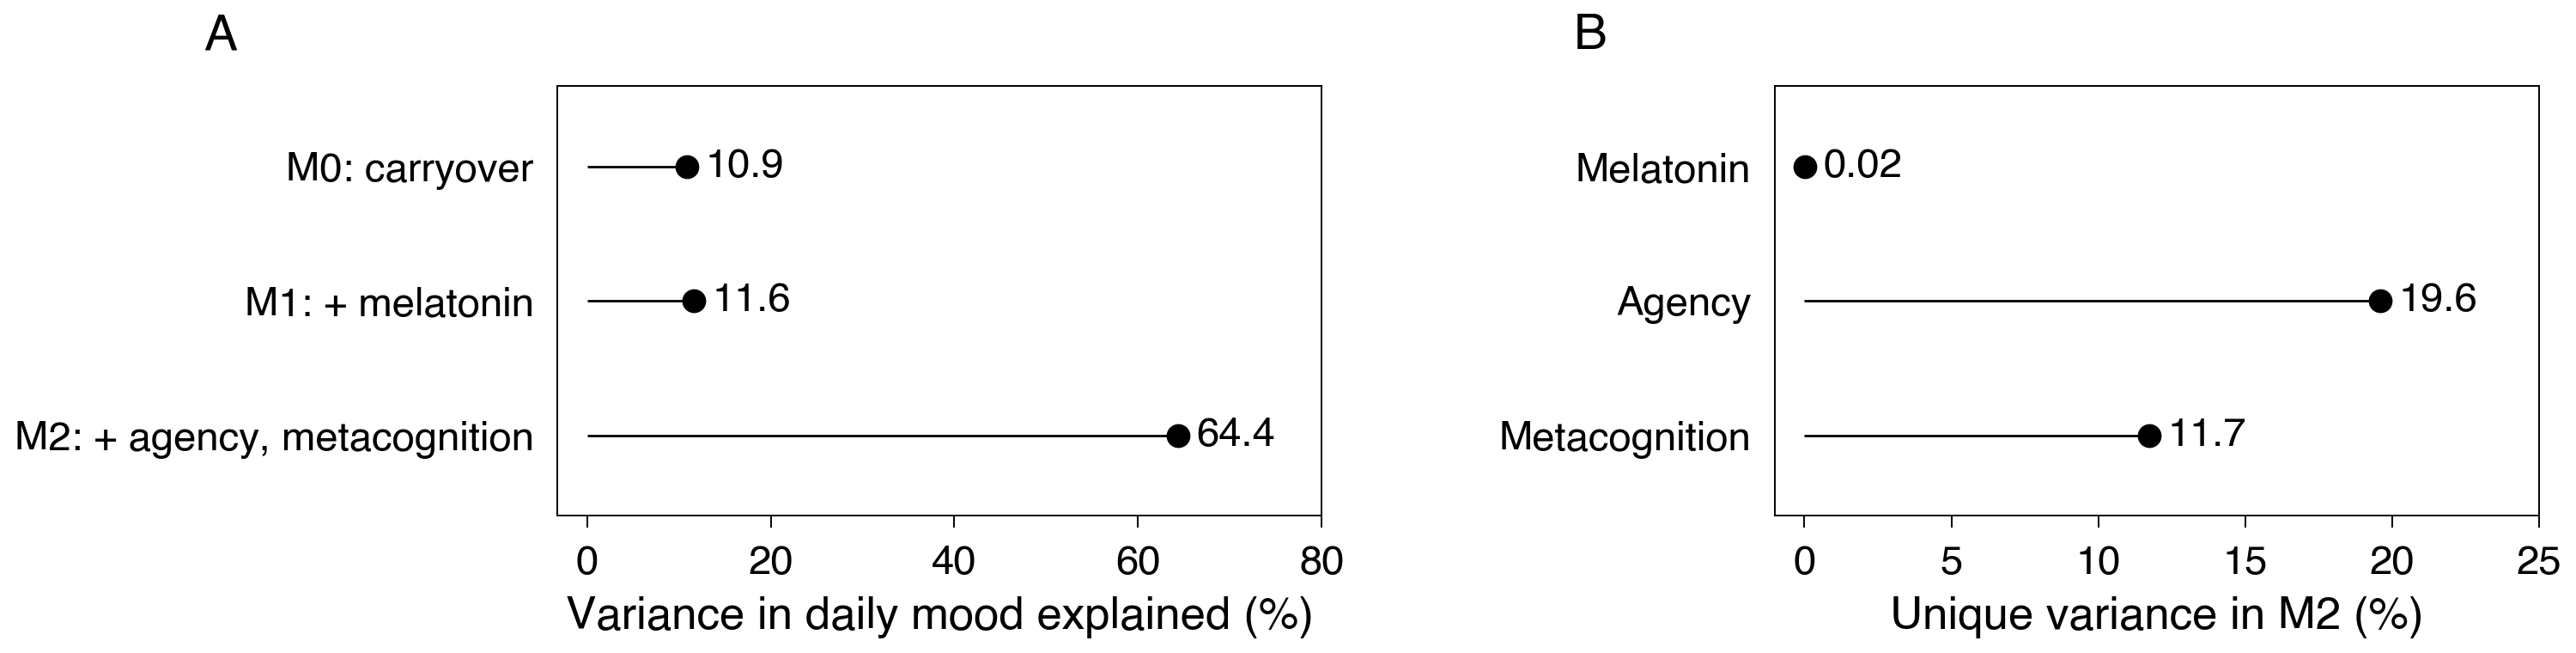 A
M0: carryover
10.9
M1: + melatonin
11.6
M2: + agency, metacognition
64.4
0 20 40 60 80
Variance in daily mood explained (%)
B
Melatonin
0.02
Agency
19.6
Metacognition
11.7
0 5 10 15 20 25
Unique variance in M2 (%)